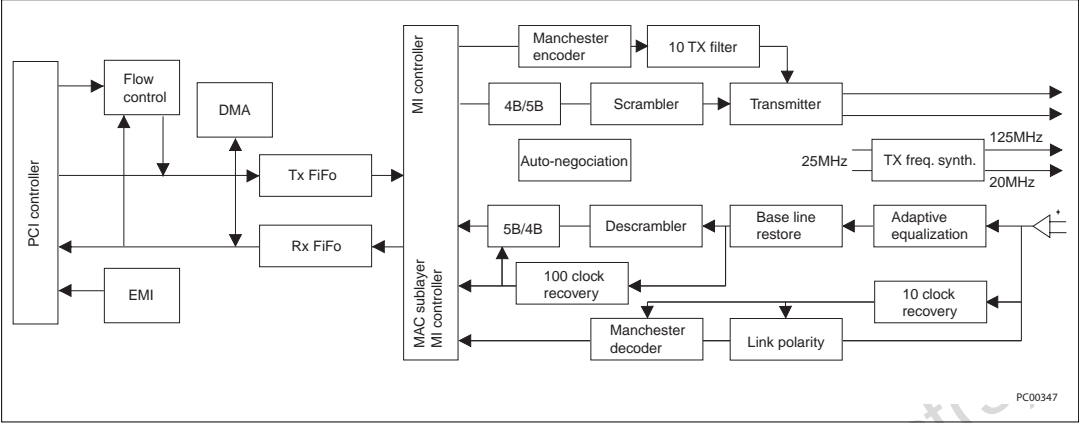 PCI controller
Flow
control
DMA
Tx FiFo
Rx FiFo
EMI
MI controller
MAC sublayer
MI controller
Manchester
encoder
10 TX filter
4B/5B
Scrambler
Transmitter
Auto-negociation
25MHz
TX freq. synth.
125MHz
20MHz
5B/4B
Descrambler
Base line
restore
Adaptive
equalization
+
100 clock
recovery
10 clock
recovery
Manchester
decoder
Link polarity
PC00347